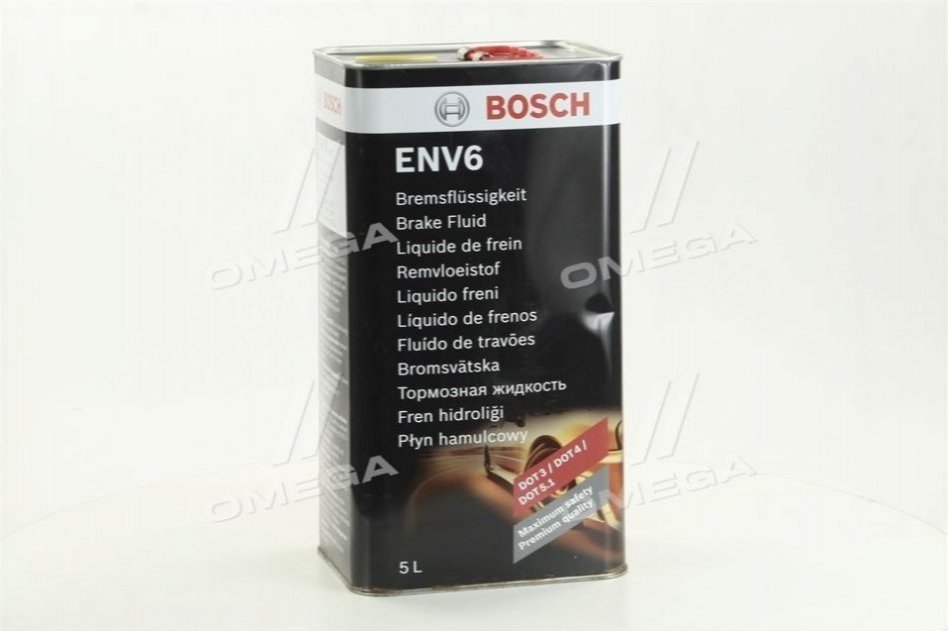 BOSCH
BOSCH
ENV6
Bremsflüssigkeit
Brake Fluid
Liquide de frein
Remvloeistof
Liquido freni
Líquido de frenos
Fluído de travões
Bromsvätska
Тормозная жидкость
Fren hidroliği
Płyn hamulcowy
DOT 3 / DOT 4 /
DOT 5.1
Maximum safety
Premium quality
5 L
OMEGA
OMEGA
OMEGA
OMEGA